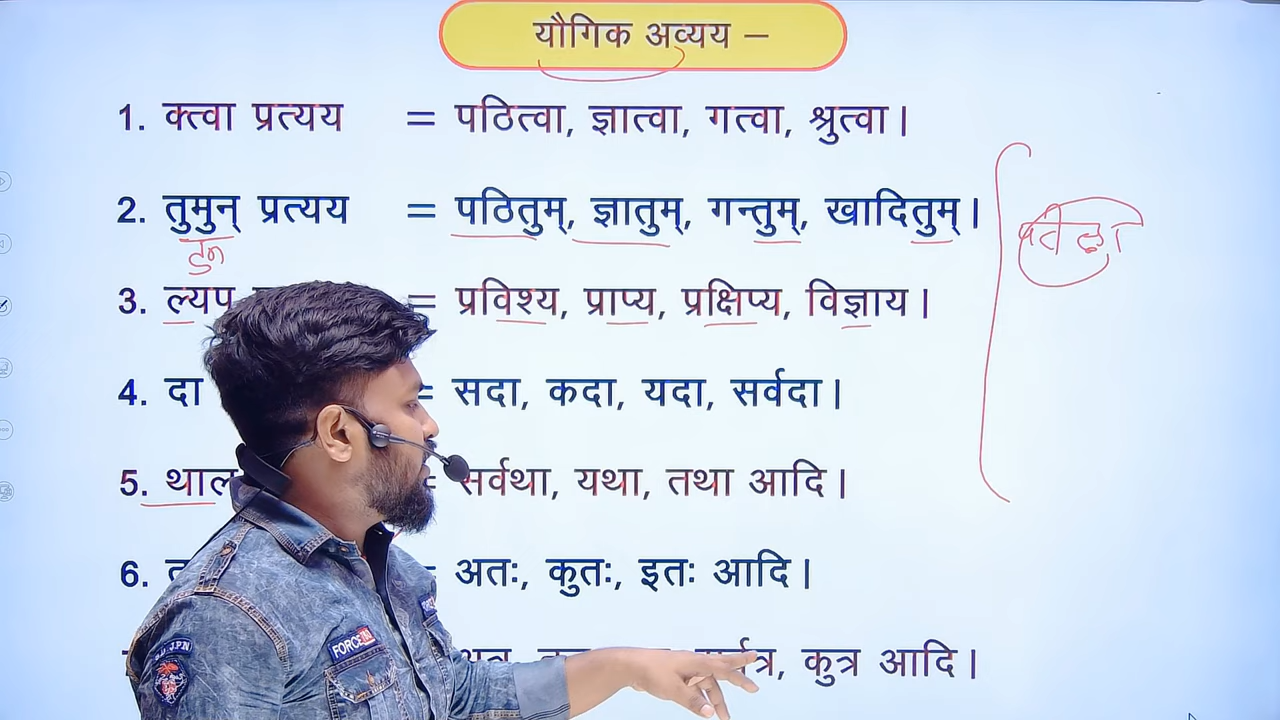 यौगिक अव्यय –
1. क्त्वा प्रत्यय = पठित्वा, ज्ञात्वा, गत्वा, श्रुत्वा।
2. तुमुन् प्रत्यय = पठितुम्, ज्ञातुम्, गन्तुम्, खादितुम्।
3. ल्यप = प्रविश्य, प्राप्य, प्रक्षिप्य, विज्ञाय।
4. दा = सदा, कदा, यदा, सर्वदा।
5. थाल = सर्वथा, यथा, तथा आदि।
6. = अतः, कुतः, इतः आदि।
कुत्र आदि।
FORCE